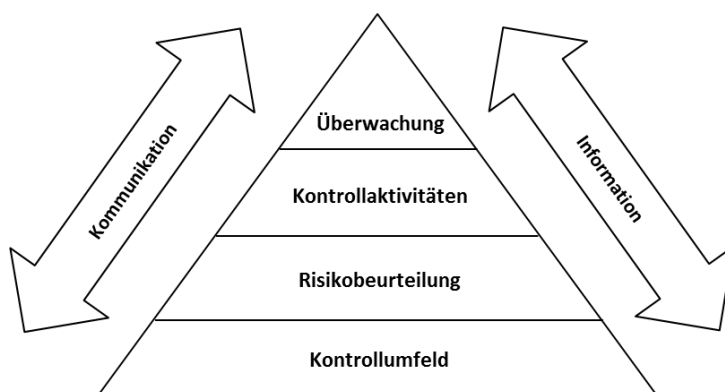 Überwachung
Kommunikation
Information
Kontrollaktivitäten
Risikobeurteilung
Kontrollumfeld